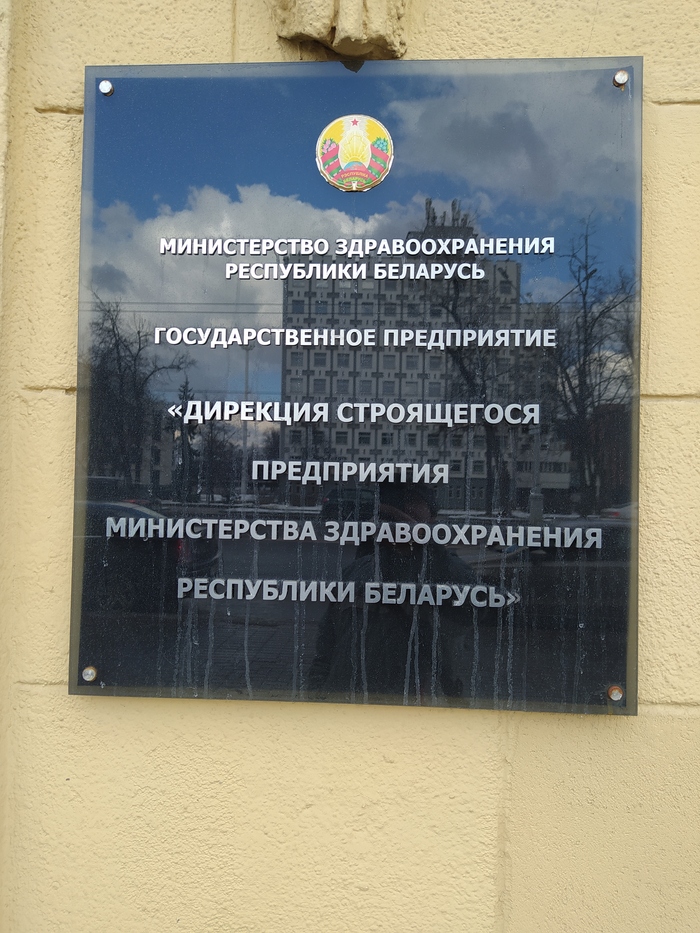 МИНИСТЕРСТВО ЗДРАВООХРАНЕНИЯ
РЕСПУБЛИКИ БЕЛАРУСЬ
ГОСУДАРСТВЕННОЕ ПРЕДПРИЯТИЕ
«ДИРЕКЦИЯ СТРОЯЩЕГОСЯ
ПРЕДПРИЯТИЯ
МИНИСТЕРСТВА ЗДРАВООХРАНЕНИЯ
РЕСПУБЛИКИ БЕЛАРУСЬ»